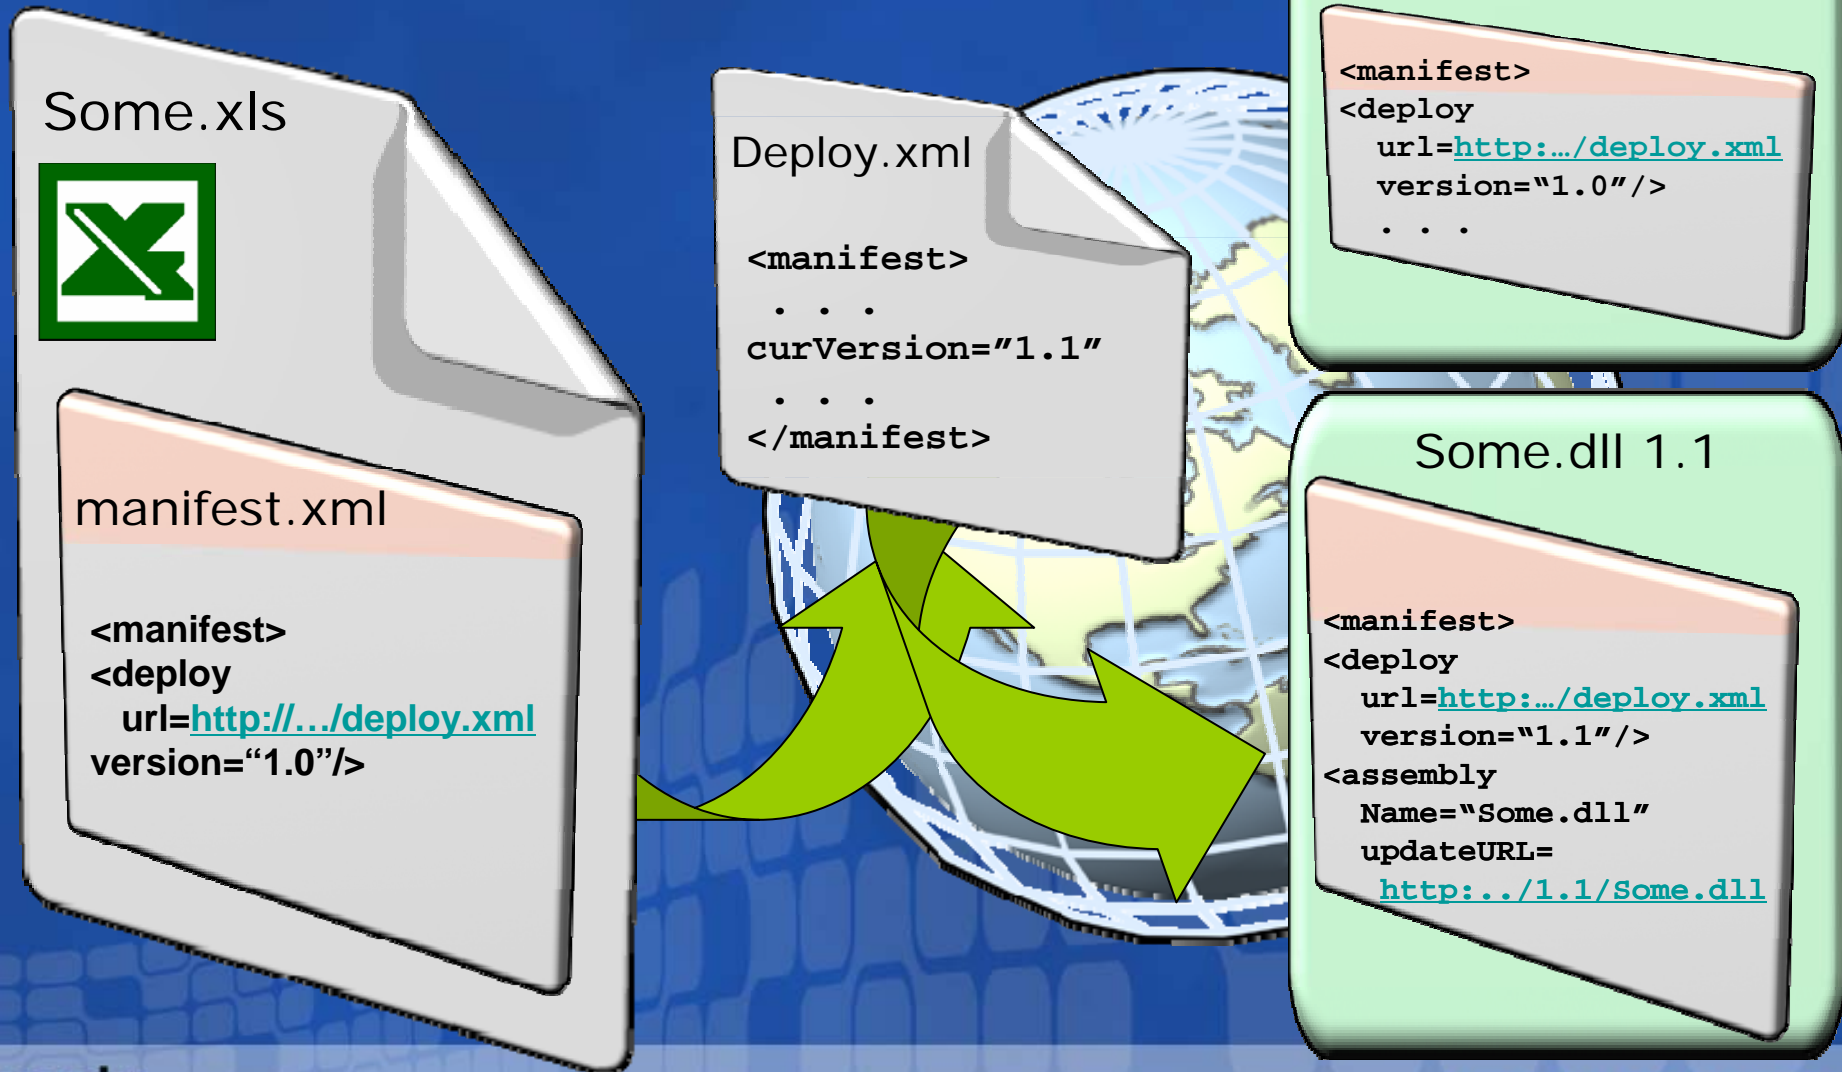 Some.xls
manifest.xml
<manifest>
<deploy
url=http://…/deploy.xml
version=“1.0”/>
Deploy.xml
<manifest>
. . .
curVersion=”1.1”
. . .
</manifest>
<manifest>
<deploy
url=http:…/deploy.xml
version=“1.0”/>
. . .
Some.dll 1.1
<manifest>
<deploy
url=http:…/deploy.xml
version=“1.1”/>
<assembly
Name=“Some.dll”
updateURL=
http:../1.1/Some.dll